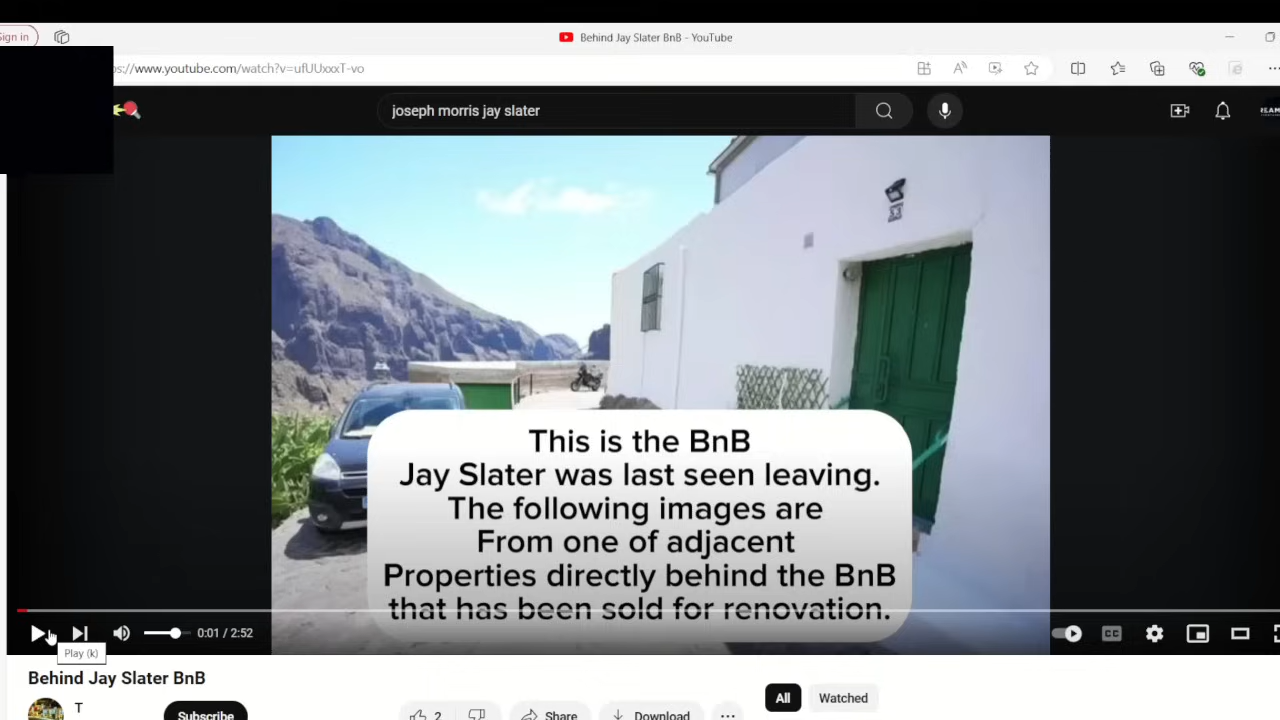 Sign in
Behind Jay Slater BnB - YouTube
ps://www.youtube.com/watch?v=ufUUxxxT-vo
joseph morris jay slater
33
This is the BnB
Jay Slater was last seen leaving.
The following images are
From one of adjacent
Properties directly behind the BnB
that has been sold for renovation.
0:01 / 2:52
CC
Play (k)
Behind Jay Slater BnB
T
Subscribe
2
Share
Download
All
Watched